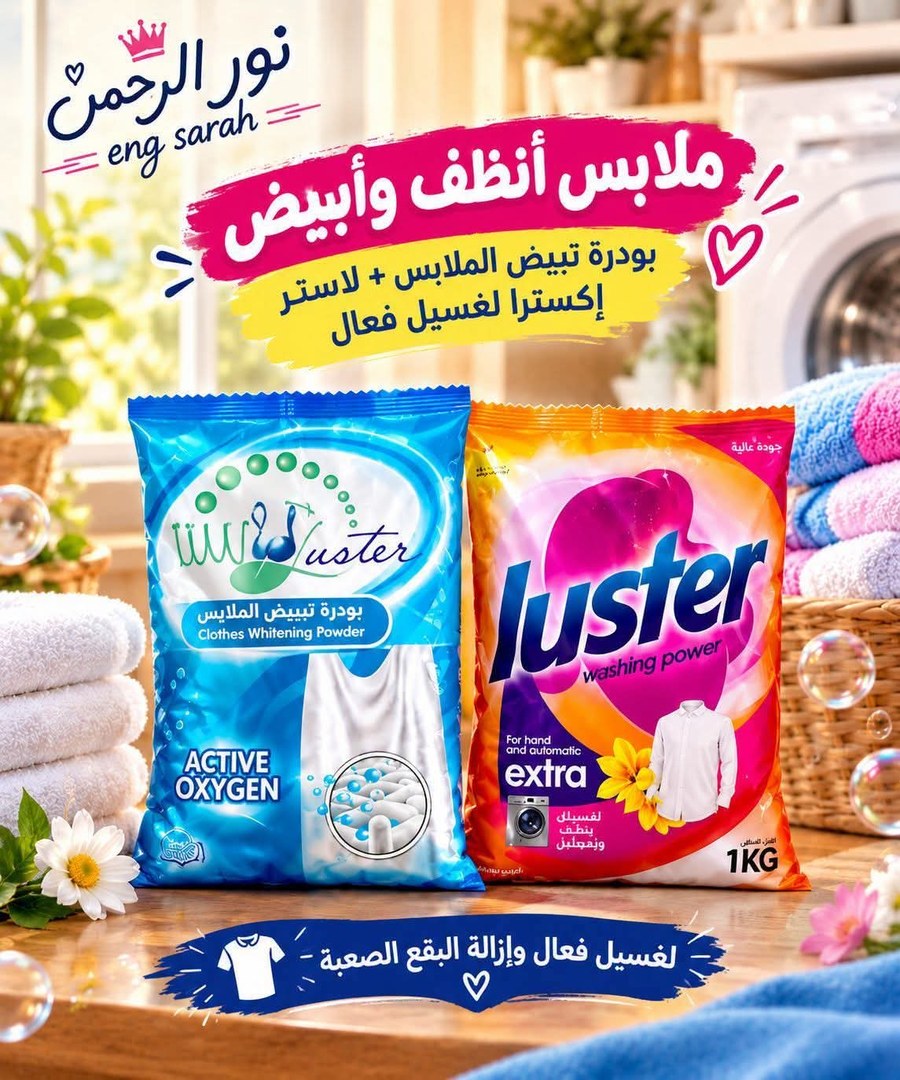 نور الرحمن
eng sarah
ملابس أنظف وأبيض
بودرة تبيض الملابس + لاستر
إكسترا لغسيل فعال
Luster
بودرة تبييض الملابس
Clothes Whitening Powder
ACTIVE
OXYGEN
جودة عالية
luster
washing power
For hand
and automatic
extra
1KG
لغسيل فعال وإزالة البقع الصعبة